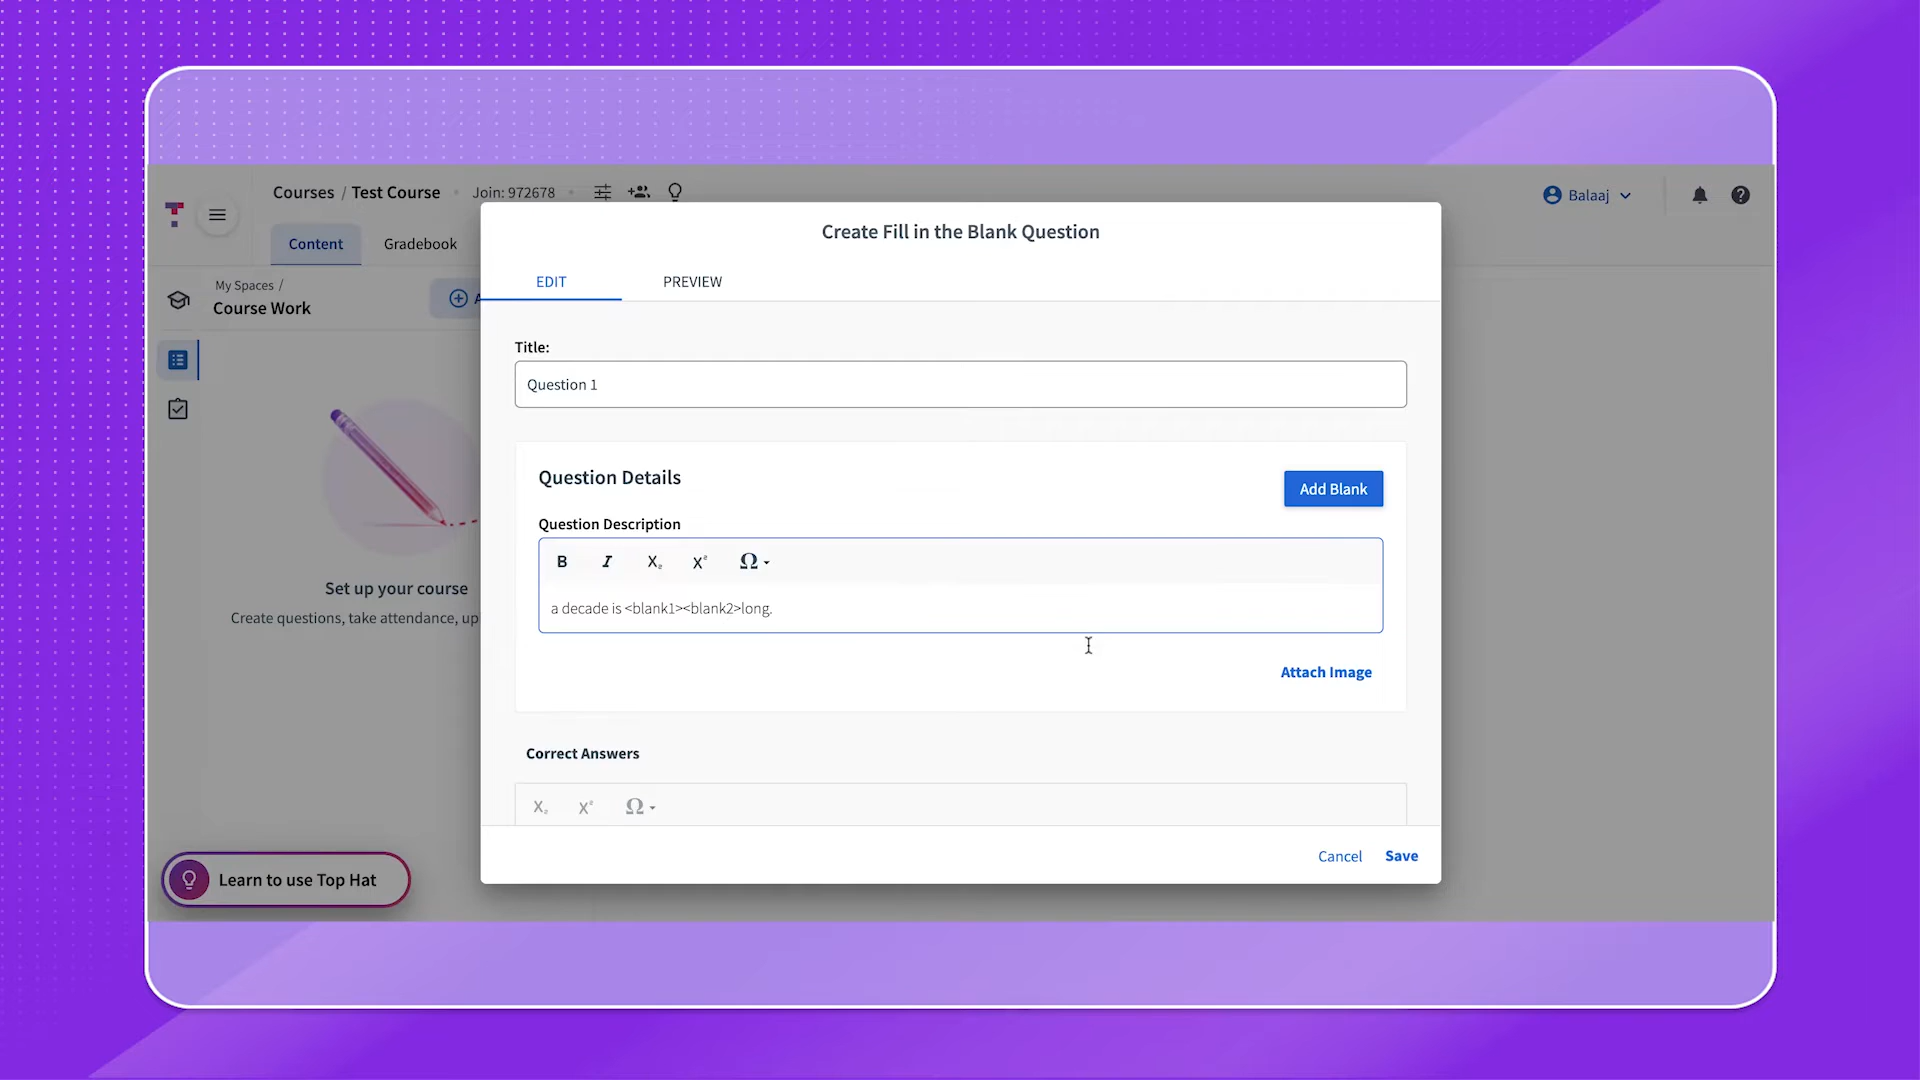 Courses / Test Course • Join: 972678 •
Balaaj
Content
Gradebook
My Spaces /
Course Work
Set up your course
Create questions, take attendance, up
Learn to use Top Hat
Create Fill in the Blank Question
EDIT
PREVIEW
Title:
Question 1
Question Details
Add Blank
Question Description
B I X₂ X² Ω
a decade is <blank1><blank2>long.
Attach Image
Correct Answers
X₂ X² Ω
Cancel
Save